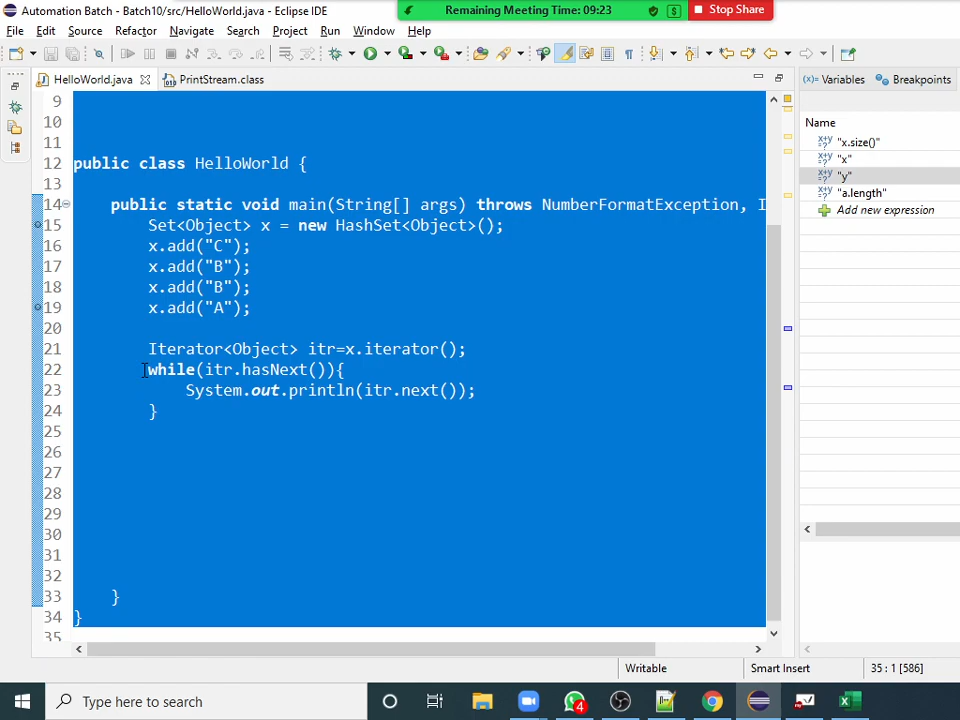 Automation Batch - Batch10/src/HelloWorld.java - Eclipse IDE
Remaining Meeting Time: 09:23
$
Stop Share
File Edit Source Refactor Navigate Search Project Run Window Help
HelloWorld.java
PrintStream.class
(x)= Variables
Breakpoints
9
10
11
12 public class HelloWorld {
13
14 public static void main(String[] args) throws NumberFormatException, I
15 Set<Object> x = new HashSet<Object>();
16 x.add("C");
17 x.add("B");
18 x.add("B");
19 x.add("A");
20
21 Iterator<Object> itr=x.iterator();
22 while(itr.hasNext()){
23 System.out.println(itr.next());
24 }
25
26
27
28
29
30
31
32
33 }
34 }
35
Name
"x.size()"
"x"
"y"
"a.length"
Add new expression
Writable
Smart Insert
35 : 1 [586]
Type here to search
4